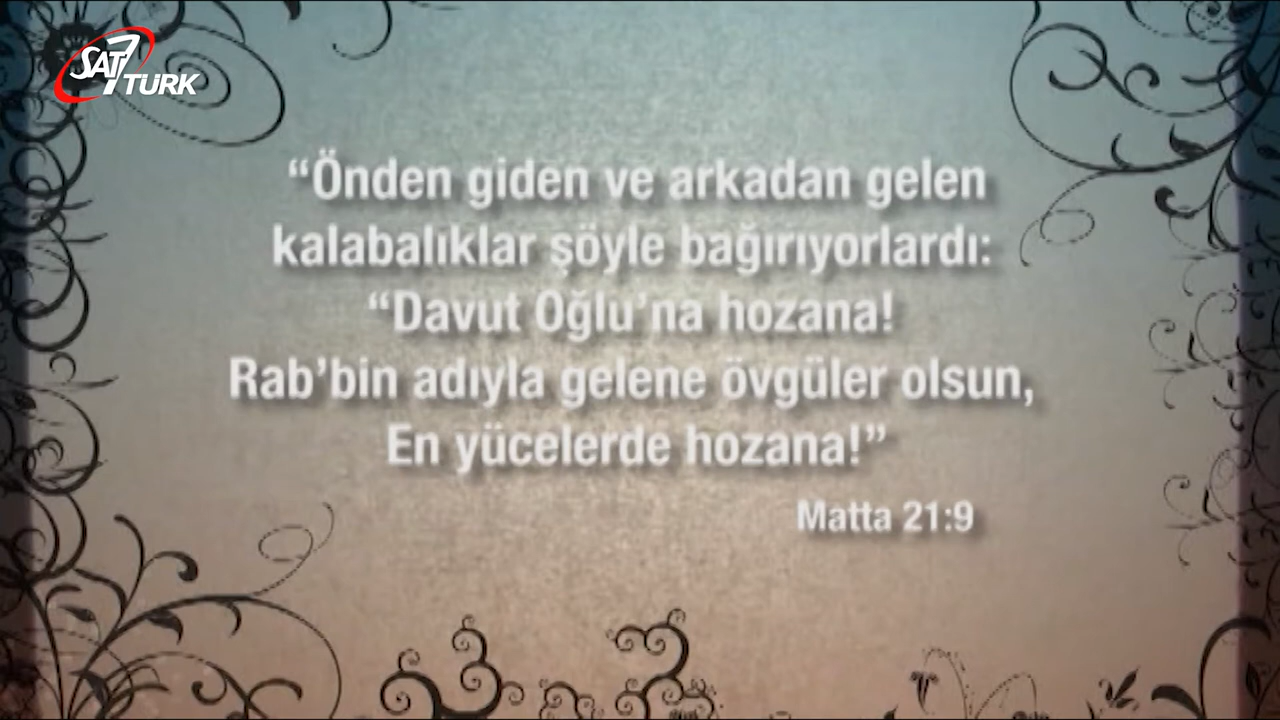 SAT7 TÜRK
“Önden giden ve arkadan gelen
kalabalıklar şöyle bağırıyorlardı:
“Davut Oğlu’na hozana!
Rab’bin adıyla gelene övgüler olsun,
En yücelerde hozana!”
Matta 21:9